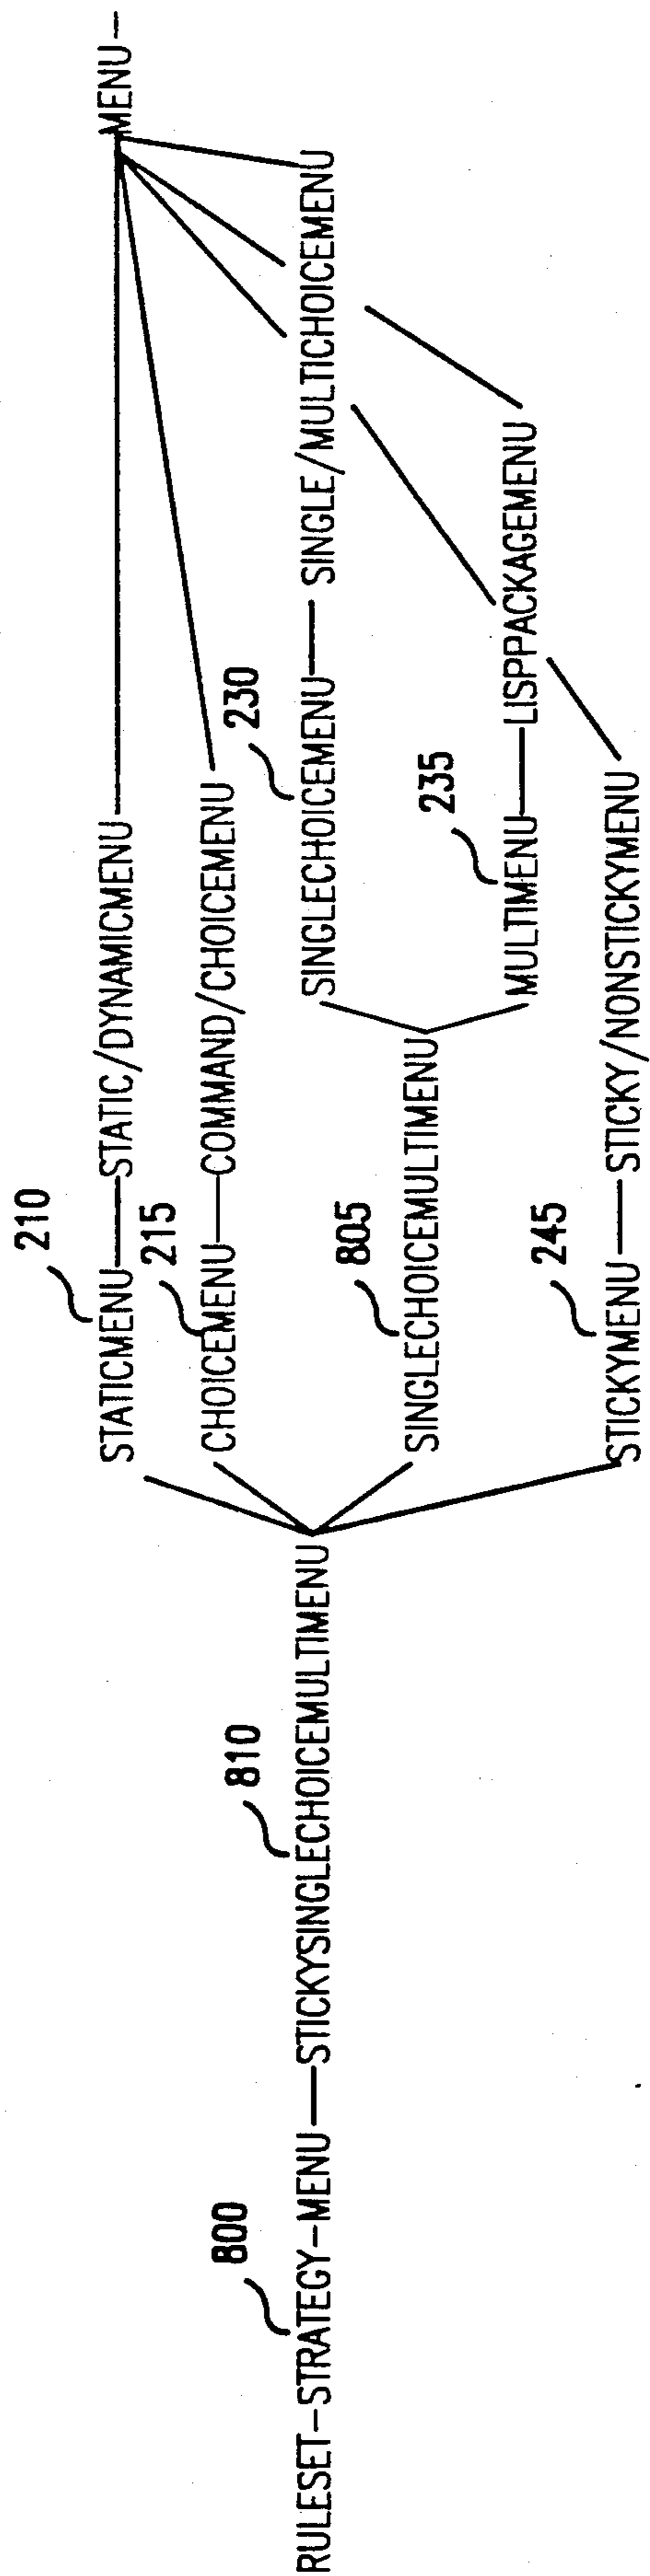 RULESET-STRATEGY-MENU
800
STICKYSINGLECHOICEMULTIMENU
810
STATICMENU
210
STATIC/DYNAMICMENU
MENU
CHOICEMENU
215
COMMAND/CHOICEMENU
SINGLECHOICEMENU
230
SINGLE/MULTICHOICEMENU
SINGLECHOICEMULTIMENU
805
MULTIMENU
235
LISPPACKAGEMENU
STICKYMENU
245
STICKY/NONSTICKYMENU